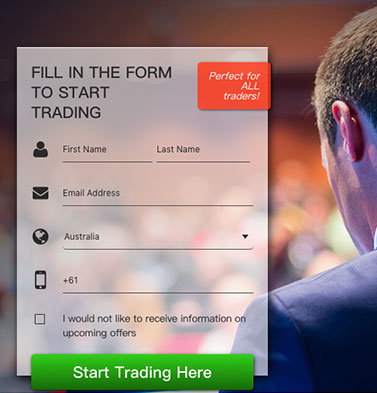 FILL IN THE FORM
TO START
TRADING
Perfect for
ALL
traders!
First Name
Last Name
Email Address
Australia
+61
I would not like to receive information on
upcoming offers
Start Trading Here